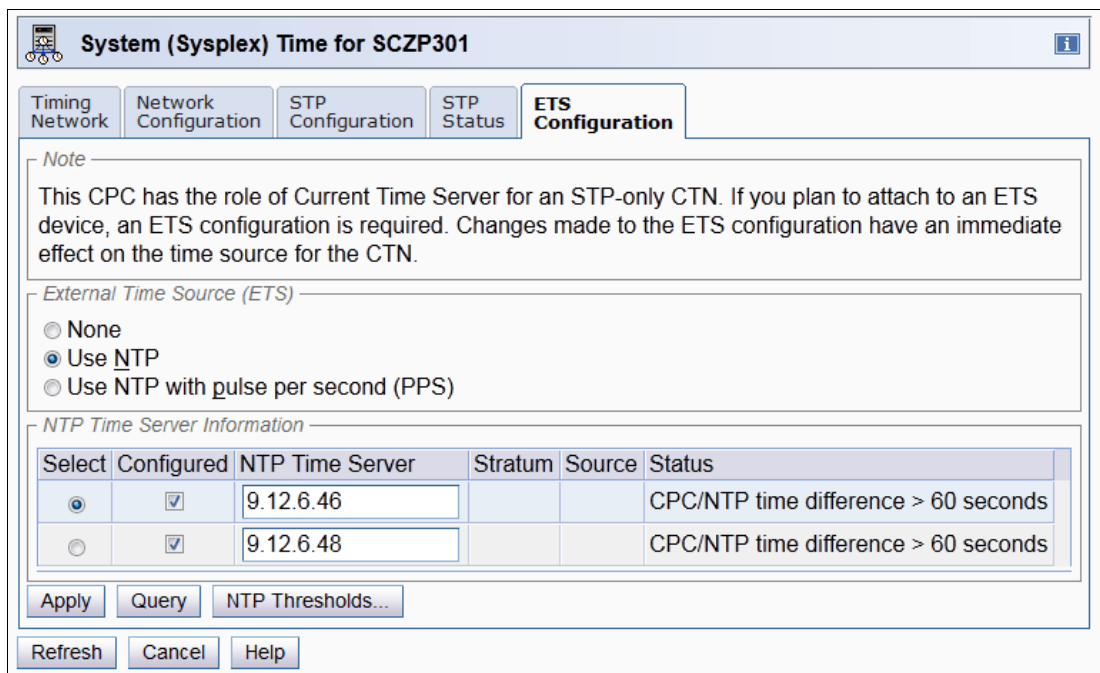 System (Sysplex) Time for SCZP301
i
Timing Network
Network Configuration
STP Configuration
STP Status
ETS Configuration
Note
This CPC has the role of Current Time Server for an STP-only CTN. If you plan to attach to an ETS
device, an ETS configuration is required. Changes made to the ETS configuration have an immediate
effect on the time source for the CTN.
External Time Source (ETS)
None
Use NTP
Use NTP with pulse per second (PPS)
NTP Time Server Information
Select Configured NTP Time Server Stratum Source Status
9.12.6.46 CPC/NTP time difference > 60 seconds
9.12.6.48 CPC/NTP time difference > 60 seconds
Apply Query NTP Thresholds...
Refresh Cancel Help